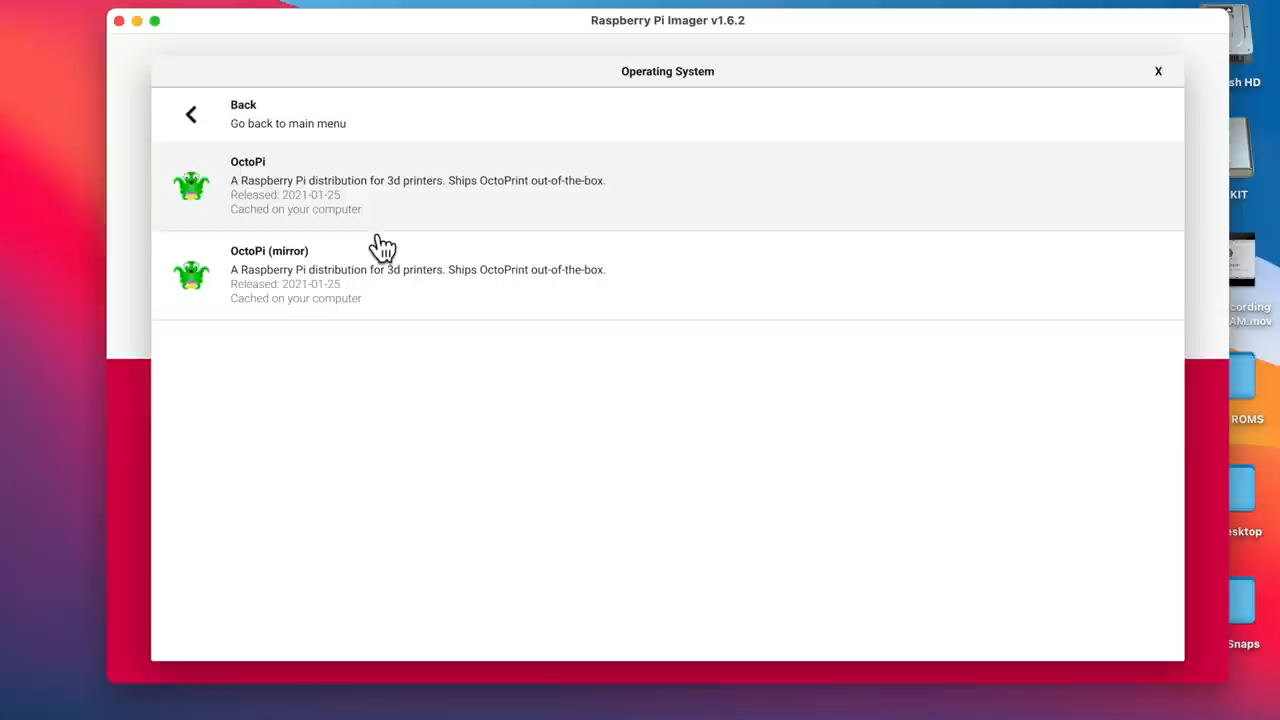 Raspberry Pi Imager v1.6.2
Operating System
X
Back
Go back to main menu
OctoPi
A Raspberry Pi distribution for 3d printers. Ships OctoPrint out-of-the-box.
Released: 2021-01-25
Cached on your computer
OctoPi (mirror)
A Raspberry Pi distribution for 3d printers. Ships OctoPrint out-of-the-box.
Released: 2021-01-25
Cached on your computer
sh HD
KIT
cording
AM.mov
ROMS
esktop
Snaps